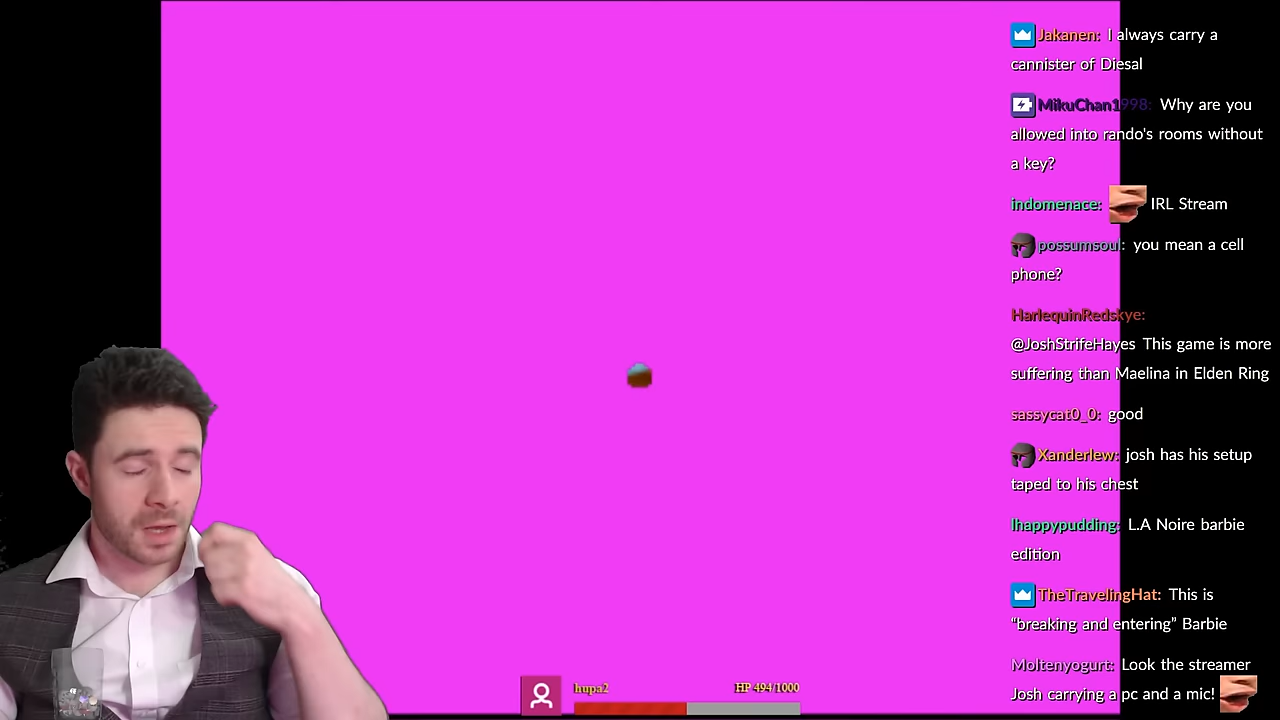 Jakanen: I always carry a
cannister of Diesal
MikuChan1998: Why are you
allowed into rando's rooms without
a key?
indomenace: IRL Stream
possumsoul: you mean a cell
phone?
HarlequinRedskye:
@JoshStrifeHayes This game is more
suffering than Maelina in Elden Ring
sassycat0_0: good
Xanderlew: josh has his setup
taped to his chest
lhappypudding: L.A Noire barbie
edition
TheTravelingHat: This is
“breaking and entering” Barbie
Moltenyogurt: Look the streamer
Josh carrying a pc and a mic!
hupa2 HP 494/1000